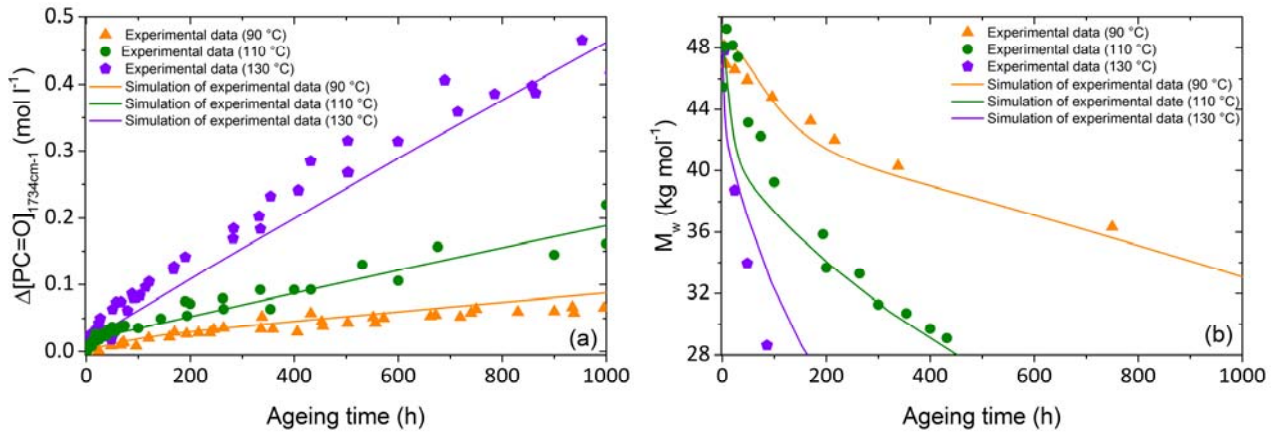 0.5
0.4
0.3
0.2
0.1
0.0
Δ[PC=O]1734cm-1 (mol l-1)
Experimental data (90 °C)
Experimental data (110 °C)
Experimental data (130 °C)
Simulation of experimental data (90 °C)
Simulation of experimental data (110 °C)
Simulation of experimental data (130 °C)
(a)
0 200 400 600 800 1000
Ageing time (h)
48
44
40
36
32
28
Mw (kg mol-1)
Experimental data (90 °C)
Experimental data (110 °C)
Experimental data (130 °C)
Simulation of experimental data (90 °C)
Simulation of experimental data (110 °C)
Simulation of experimental data (130 °C)
(b)
0 200 400 600 800 1000
Ageing time (h)